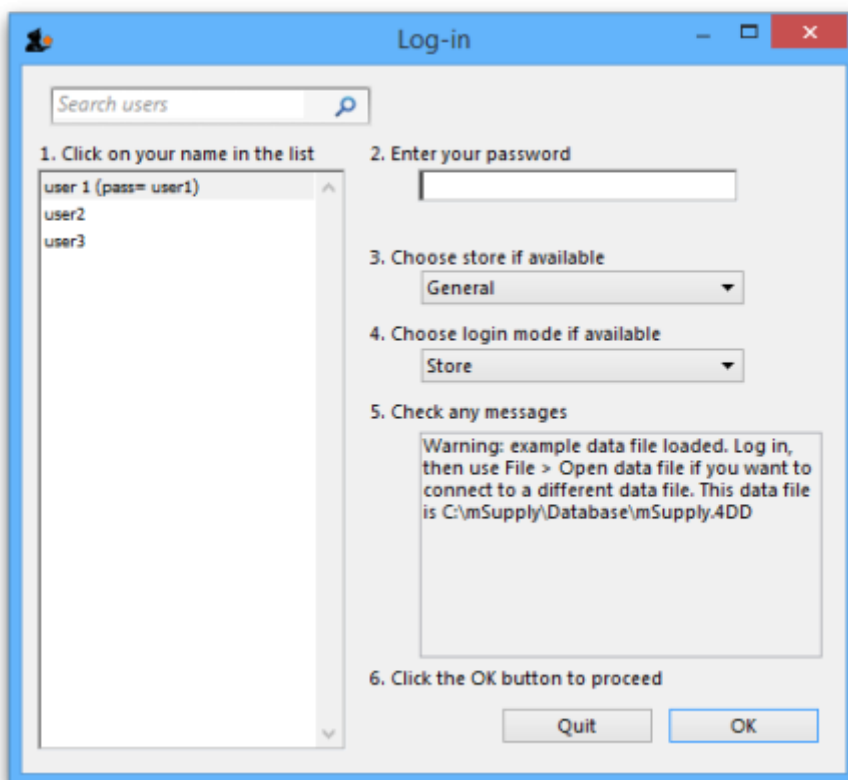 Log-in
Search users
1. Click on your name in the list
user 1 (pass= user1)
user2
user3
2. Enter your password
3. Choose store if available
General
4. Choose login mode if available
Store
5. Check any messages
Warning: example data file loaded. Log in,
then use File > Open data file if you want to
connect to a different data file. This data file
is C:\mSupply\Database\mSupply.4DD
6. Click the OK button to proceed
Quit
OK